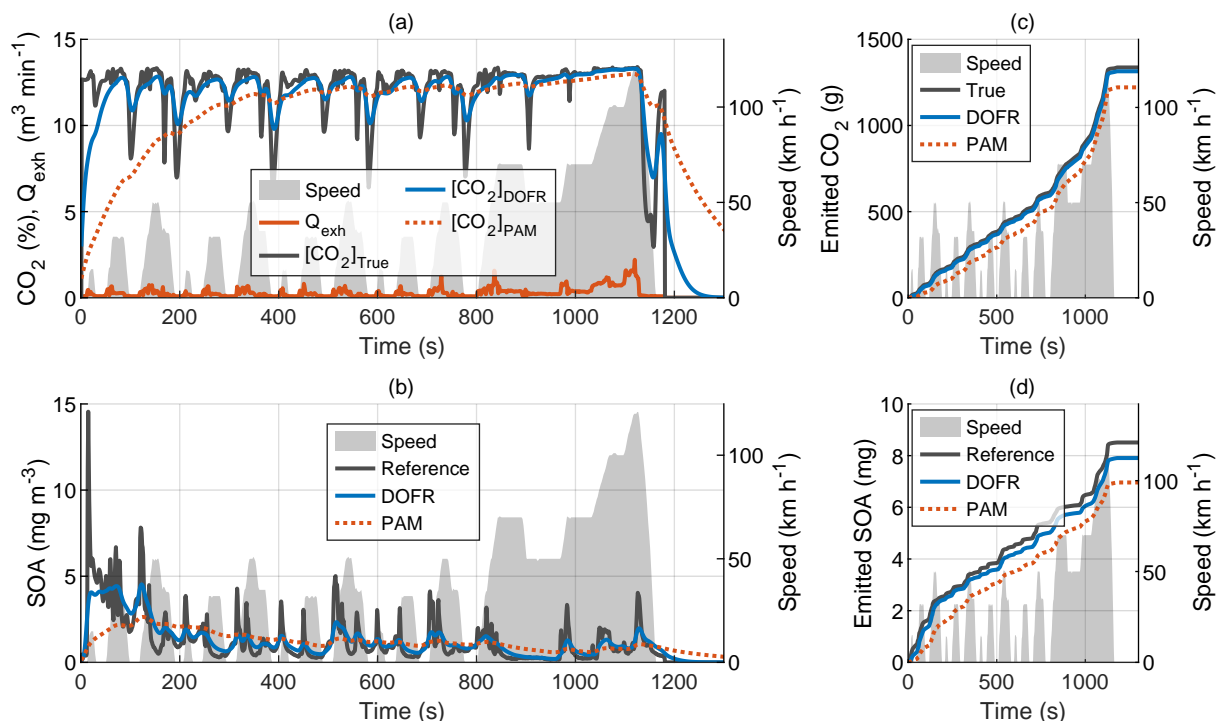 (a)
15
10
5
0
CO2 (%), Qexh (m3 min-1)
100
50
0
Speed (km h-1)
0 200 400 600 800 1000 1200
Time (s)
Speed
Qexh
[CO2]True
[CO2]DOFR
[CO2]PAM
(c)
1500
1000
500
0
Emitted CO2 (g)
100
50
0
Speed (km h-1)
0 500 1000
Time (s)
Speed
True
DOFR
PAM
(b)
15
10
5
0
SOA (mg m-3)
100
50
0
Speed (km h-1)
0 200 400 600 800 1000 1200
Time (s)
Speed
Reference
DOFR
PAM
(d)
10
8
6
4
2
0
Emitted SOA (mg)
100
50
0
Speed (km h-1)
0 500 1000
Time (s)
Speed
Reference
DOFR
PAM